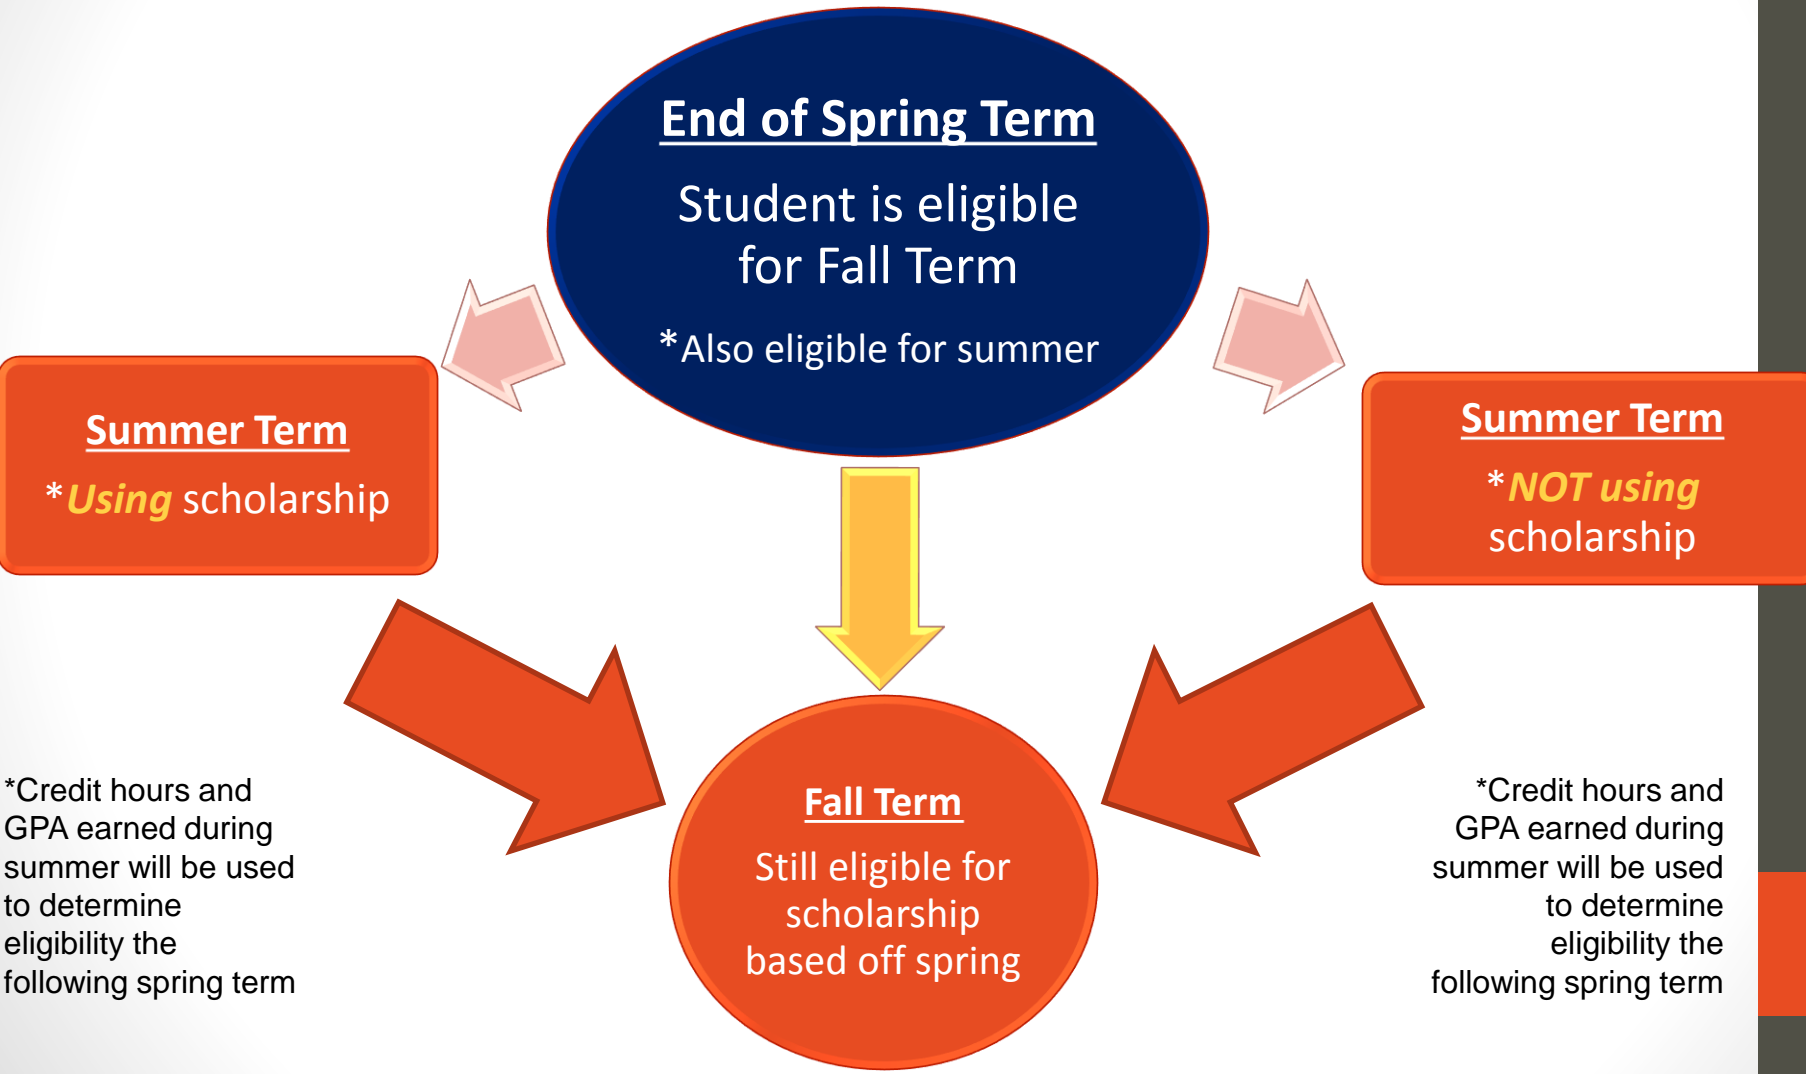 End of Spring Term
Student is eligible
for Fall Term
*Also eligible for summer
Summer Term
*Using scholarship
Summer Term
*NOT using
scholarship
*Credit hours and
GPA earned during
summer will be used
to determine
eligibility the
following spring term
Fall Term
Still eligible for
scholarship
based off spring
*Credit hours and
GPA earned during
summer will be used
to determine
eligibility the
following spring term